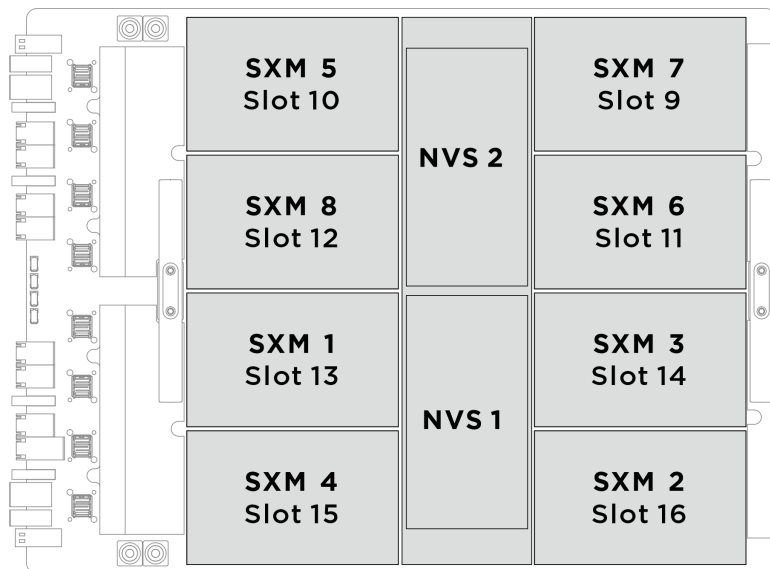 SXM 5
Slot 10
SXM 7
Slot 9
NVS 2
SXM 8
Slot 12
SXM 6
Slot 11
SXM 1
Slot 13
SXM 3
Slot 14
NVS 1
SXM 4
Slot 15
SXM 2
Slot 16